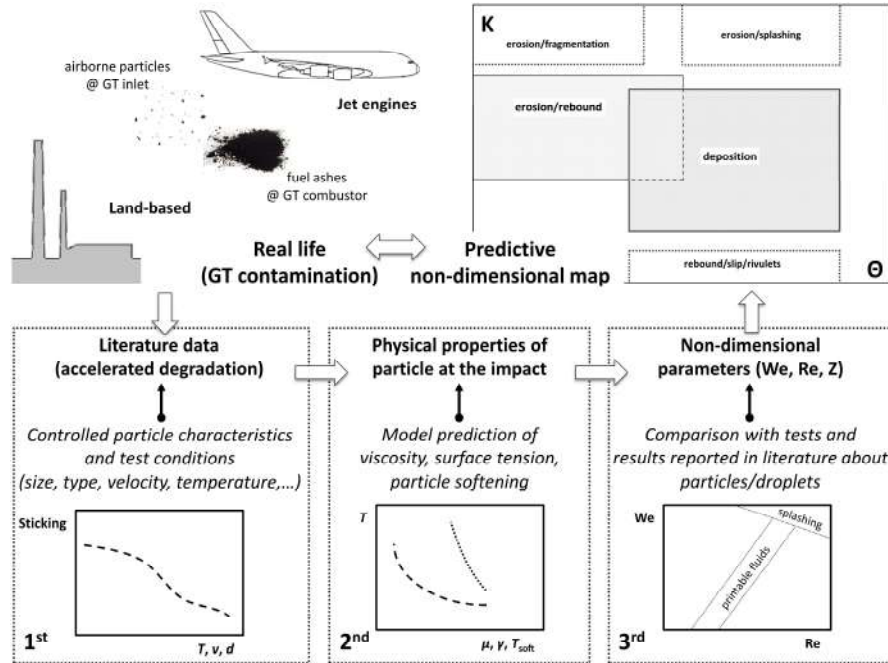 airborne particles
@ GT inlet
Jet engines
fuel ashes
@ GT combustor
Land-based
Real life
(GT contamination)
K
erosion/fragmentation
erosion/splashing
erosion/rebound
deposition
rebound/slip/rivulets
Θ
Predictive
non-dimensional map
Literature data
(accelerated degradation)
Controlled particle characteristics
and test conditions
(size, type, velocity, temperature,...)
Sticking
1st
T, v, d
Physical properties of
particle at the impact
Model prediction of
viscosity, surface tension,
particle softening
T
2nd
μ, γ, Tsoft
Non-dimensional
parameters (We, Re, Z)
Comparison with tests and
results reported in literature about
particles/droplets
We
splashing
printable fluids
3rd
Re